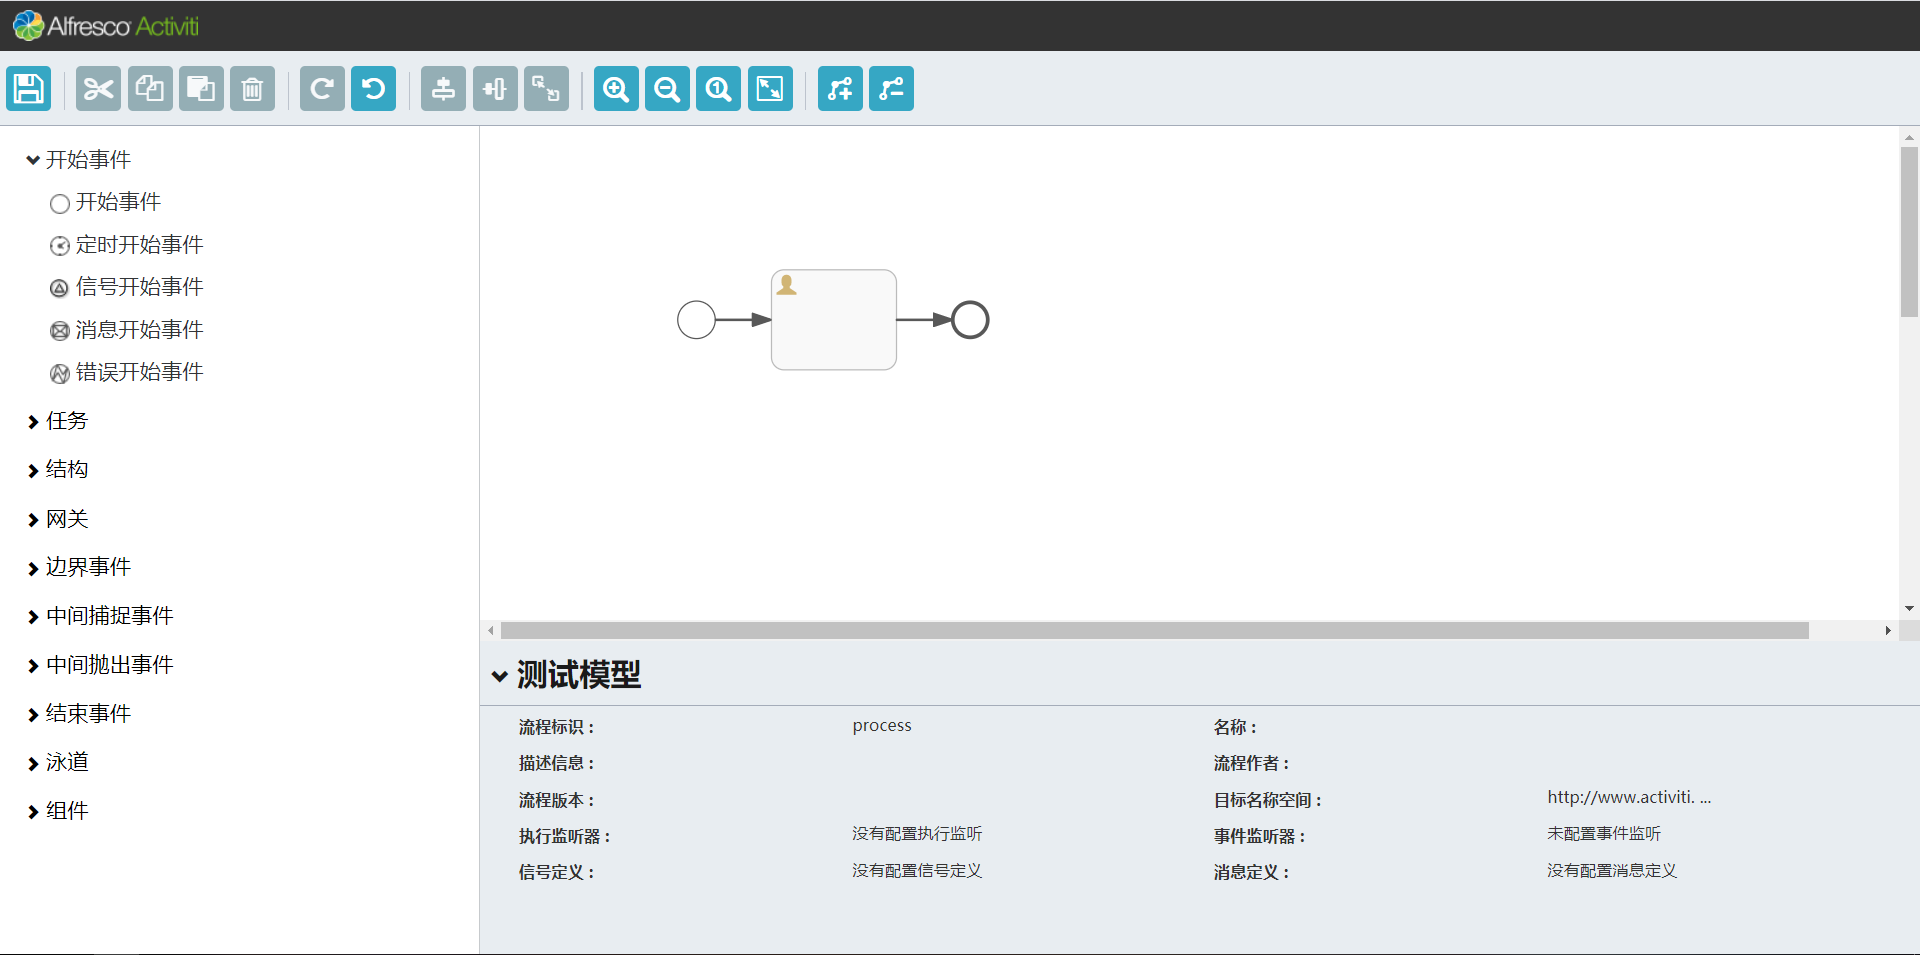 Alfresco Activiti
开始事件
开始事件
定时开始事件
信号开始事件
消息开始事件
错误开始事件
任务
结构
网关
边界事件
中间捕捉事件
中间抛出事件
结束事件
泳道
组件
测试模型
流程标识： process 名称：
描述信息： 流程作者：
流程版本： 目标名称空间： http://www.activiti. ...
执行监听器： 没有配置执行监听 事件监听器： 未配置事件监听
信号定义： 没有配置信号定义 消息定义： 没有配置消息定义